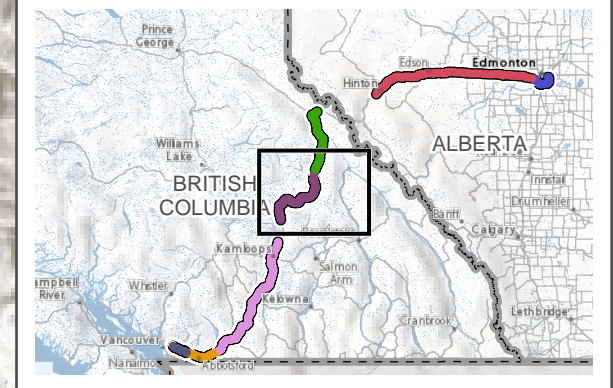 Prince
George
Edson
Edmonton
Hinton
Williams
Lake
ALBERTA
BRITISH
COLUMBIA
Innisfail
Drumheller
Banff
Calgary
Kamloops
Salmon
Arm
Campbell
River
Whistler
Kelowna
Lethbridge
Cranbrook
Vancouver
Nanaimo
Abbotsford